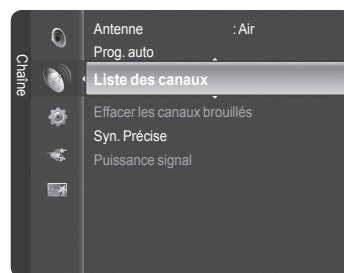 Chaîne
Antenne : Air
Prog. auto
Liste des canaux
Effacer les canaux brouillés
Syn. Précise
Puissance signal